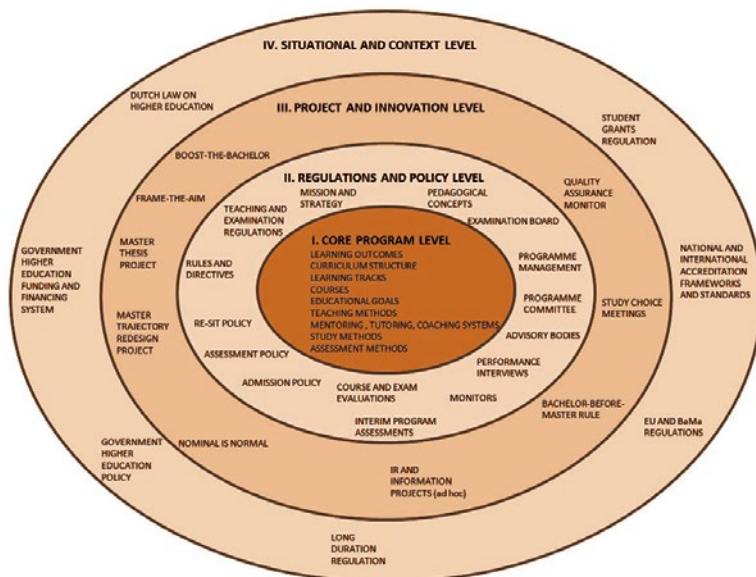 IV. SITUATIONAL AND CONTEXT LEVEL
DUTCH LAW ON
HIGHER EDUCATION
STUDENT
GRANTS
REGULATION
GOVERNMENT
HIGHER
EDUCATION
FUNDING AND
FINANCING
SYSTEM
NATIONAL AND
INTERNATIONAL
ACCREDITATION
FRAMEWORKS
AND STANDARDS
GOVERNMENT
HIGHER
EDUCATION
POLICY
EU AND BaMa
REGULATIONS
LONG
DURATION
REGULATION
III. PROJECT AND INNOVATION LEVEL
BOOST-THE-BACHELOR
FRAME-THE-AIM
QUALITY
ASSURANCE
MONITOR
MASTER
THESIS
PROJECT
MASTER
TRAJECTORY
REDESIGN
PROJECT
STUDY CHOICE
MEETINGS
NOMINAL IS NORMAL
BACHELOR-BEFORE-
MASTER RULE
IR AND
INFORMATION
PROJECTS (ad hoc)
II. REGULATIONS AND POLICY LEVEL
MISSION AND
STRATEGY
PEDAGOGICAL
CONCEPTS
TEACHING AND
EXAMINATION
REGULATIONS
EXAMINATION BOARD
RULES AND
DIRECTIVES
PROGRAMME
MANAGEMENT
PROGRAMME
COMMITTEE
RE-SIT POLICY
ADVISORY BODIES
ASSESSMENT POLICY
PERFORMANCE
INTERVIEWS
ADMISSION POLICY
COURSE AND EXAM
EVALUATIONS
MONITORS
INTERIM PROGRAM
ASSESSMENTS
I. CORE PROGRAM LEVEL
LEARNING OUTCOMES
CURRICULUM STRUCTURE
LEARNING TRACKS
COURSES
EDUCATIONAL GOALS
TEACHING METHODS
MENTORING , TUTORING, COACHING SYSTEMS
STUDY METHODS
ASSESSMENT METHODS